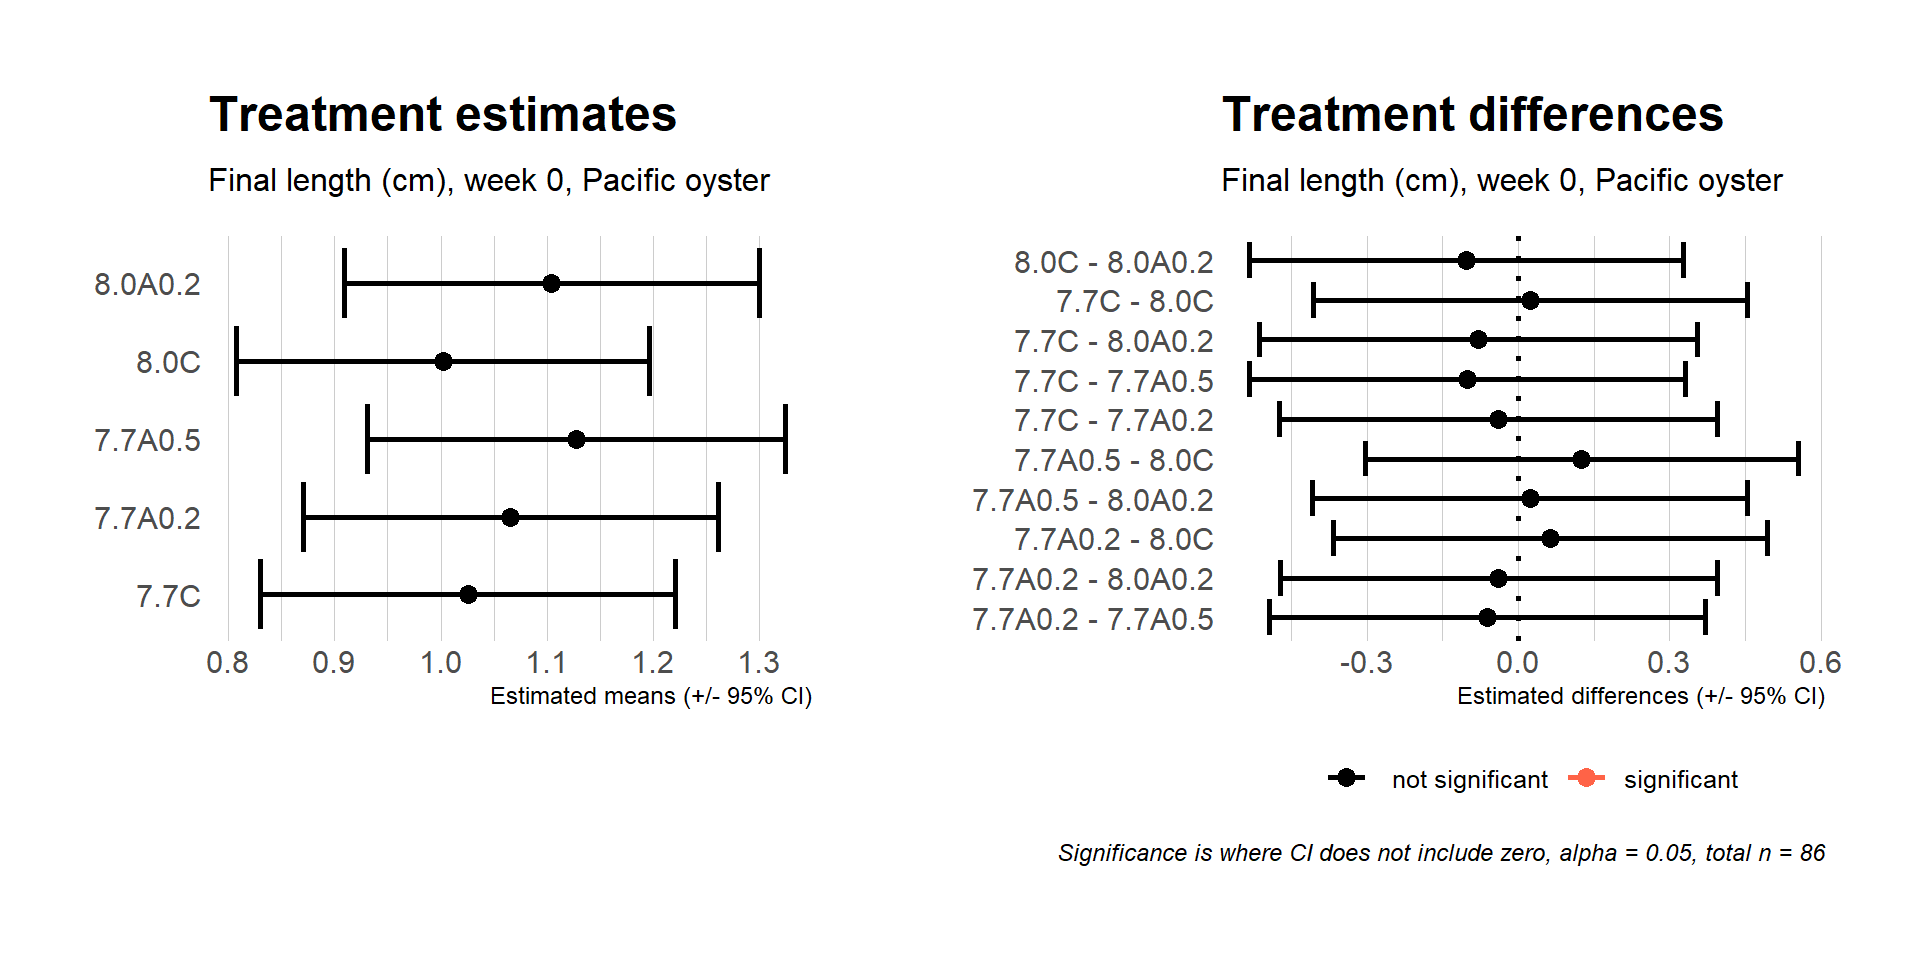 Treatment estimates
Final length (cm), week 0, Pacific oyster
8.0A0.2
8.0C
7.7A0.5
7.7A0.2
7.7C
0.8 0.9 1.0 1.1 1.2 1.3
Estimated means (+/- 95% CI)
Treatment differences
Final length (cm), week 0, Pacific oyster
8.0C - 8.0A0.2
7.7C - 8.0C
7.7C - 8.0A0.2
7.7C - 7.7A0.5
7.7C - 7.7A0.2
7.7A0.5 - 8.0C
7.7A0.5 - 8.0A0.2
7.7A0.2 - 8.0C
7.7A0.2 - 8.0A0.2
7.7A0.2 - 7.7A0.5
-0.3 0.0 0.3 0.6
Estimated differences (+/- 95% CI)
not significant significant
Significance is where CI does not include zero, alpha = 0.05, total n = 86